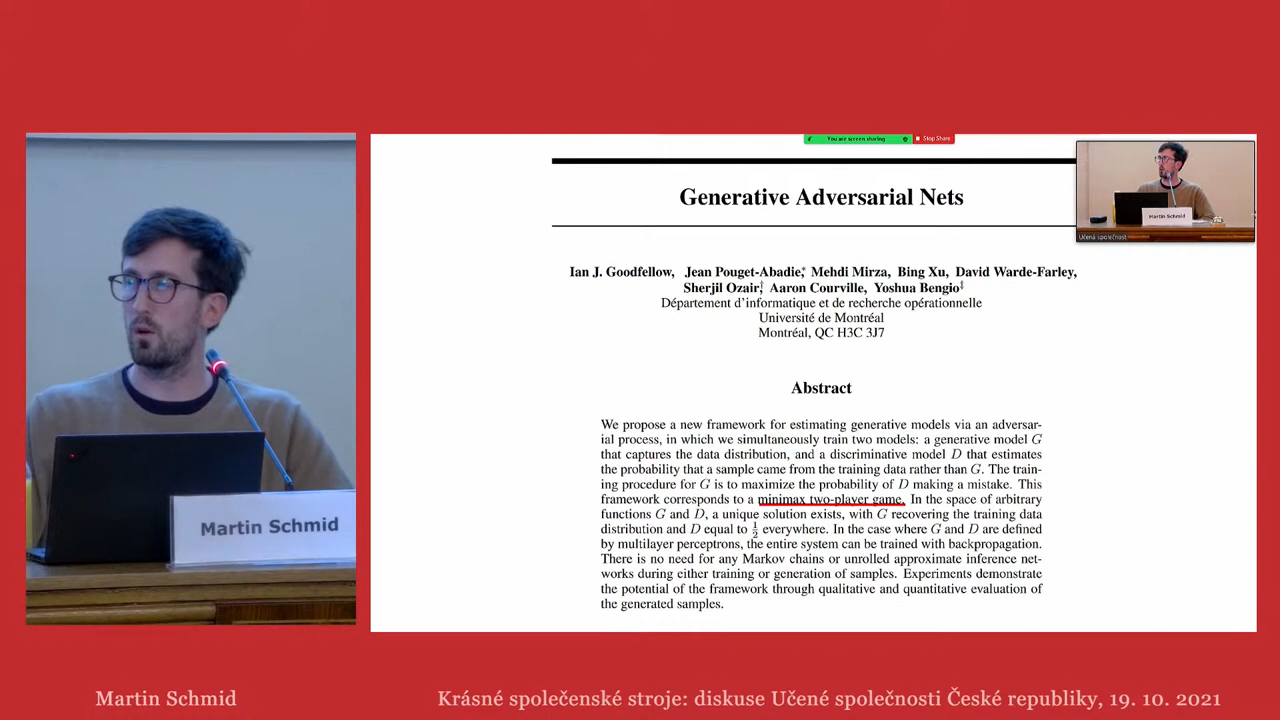 You are screen sharing
Stop Share
Generative Adversarial Nets
Martin Schmid
Učená společnost
Ian J. Goodfellow, Jean Pouget-Abadie,* Mehdi Mirza, Bing Xu, David Warde-Farley,
Sherjil Ozair,† Aaron Courville, Yoshua Bengio‡
Département d'informatique et de recherche opérationnelle
Université de Montréal
Montréal, QC H3C 3J7
Abstract
We propose a new framework for estimating generative models via an adversar-
ial process, in which we simultaneously train two models: a generative model G
that captures the data distribution, and a discriminative model D that estimates
the probability that a sample came from the training data rather than G. The train-
ing procedure for G is to maximize the probability of D making a mistake. This
framework corresponds to a minimax two-player game. In the space of arbitrary
functions G and D, a unique solution exists, with G recovering the training data
distribution and D equal to ½ everywhere. In the case where G and D are defined
by multilayer perceptrons, the entire system can be trained with backpropagation.
There is no need for any Markov chains or unrolled approximate inference net-
works during either training or generation of samples. Experiments demonstrate
the potential of the framework through qualitative and quantitative evaluation of
the generated samples.
Martin Schmid
Martin Schmid
Krásné společenské stroje: diskuse Učené společnosti České republiky, 19. 10. 2021